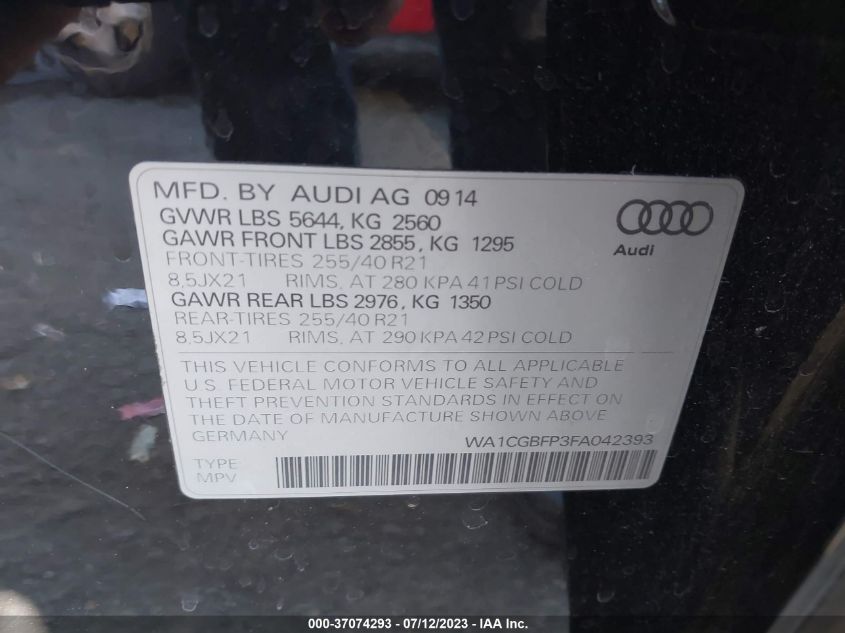 MFD. BY AUDI AG 09 14
GVWR LBS 5644, KG 2560
GAWR FRONT LBS 2855, KG 1295
FRONT-TIRES 255/40 R21
8,5JX21 RIMS, AT 280 KPA 41 PSI COLD
GAWR REAR LBS 2976, KG 1350
REAR-TIRES 255/40 R21
8,5JX21 RIMS, AT 290 KPA 42 PSI COLD
Audi
THIS VEHICLE CONFORMS TO ALL APPLICABLE
U.S. FEDERAL MOTOR VEHICLE SAFETY AND
THEFT PREVENTION STANDARDS IN EFFECT ON
THE DATE OF MANUFACTURE SHOWN.
GERMANY WA1CGBFP3FA042393
TYPE:
MPV
000-37074293 - 07/12/2023 - IAA Inc.